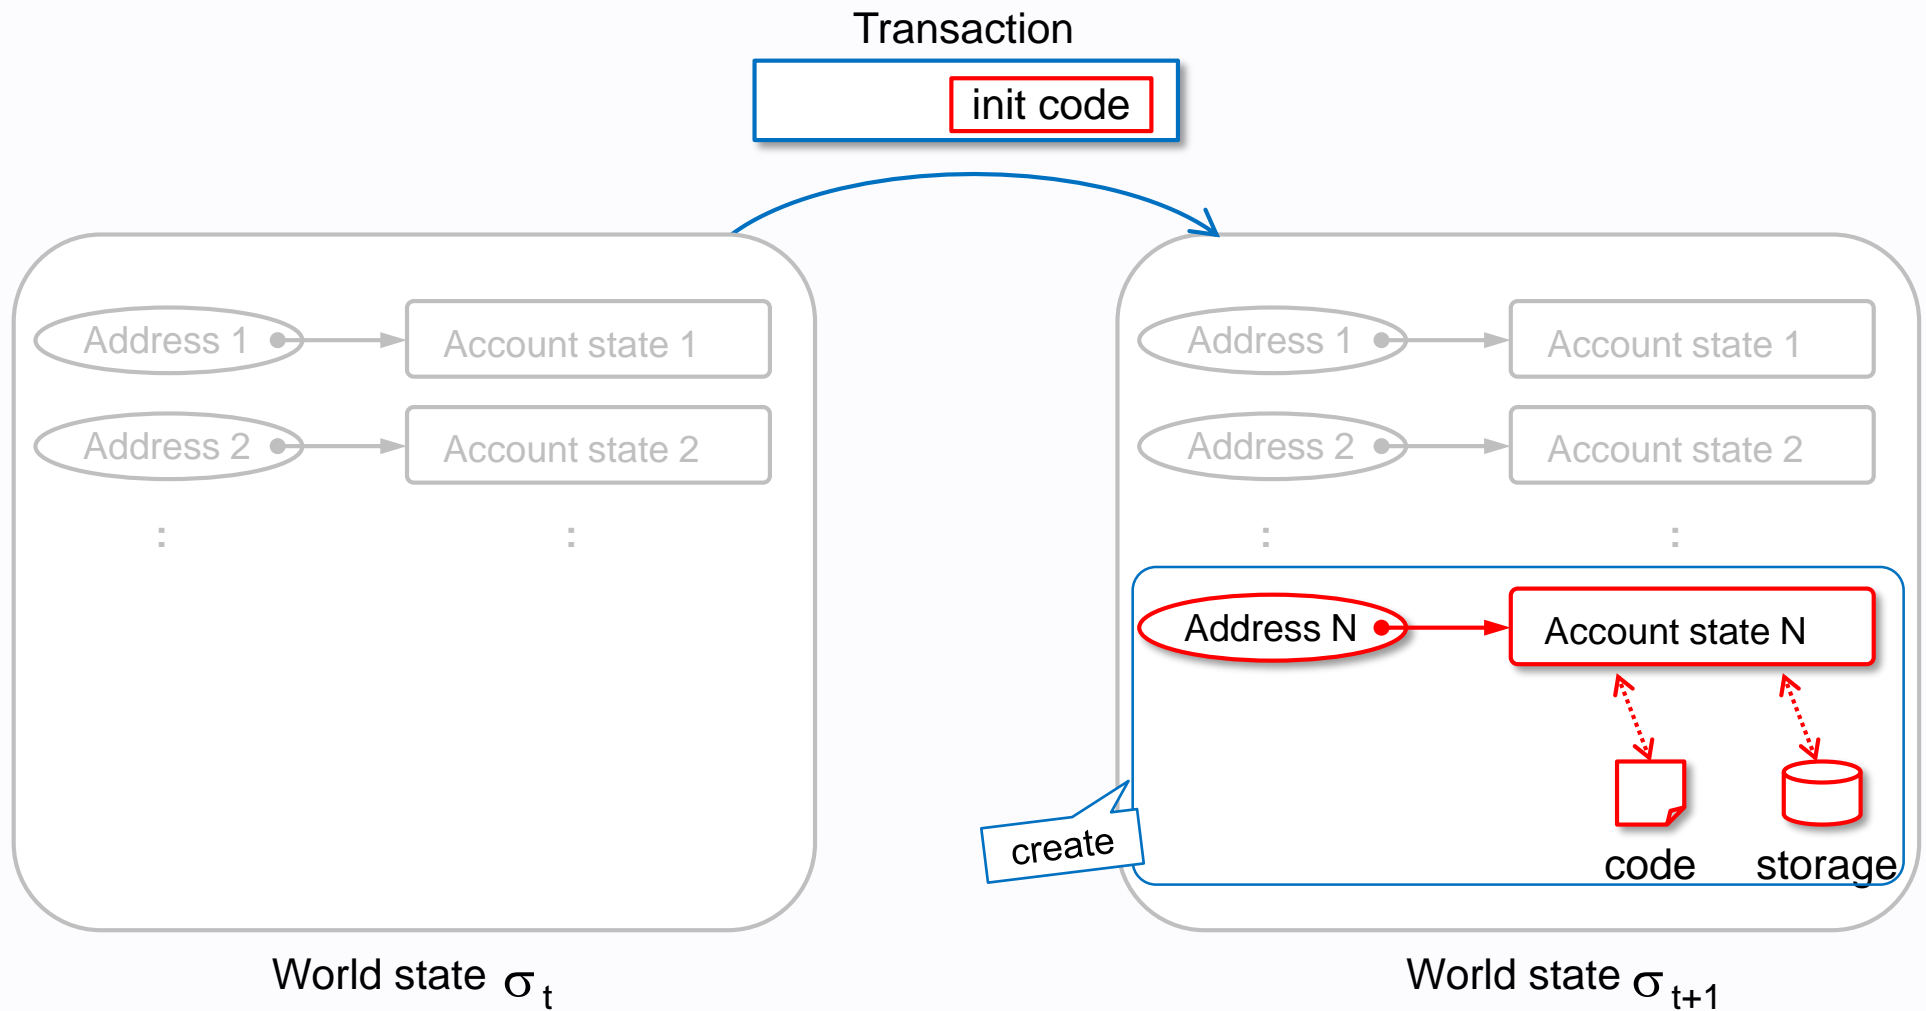 Transaction
init code
Address 1
Account state 1
Address 2
Account state 2
:
:
Address 1
Account state 1
Address 2
Account state 2
:
:
Address N
Account state N
create
code
storage
World state σ t
World state σ t+1